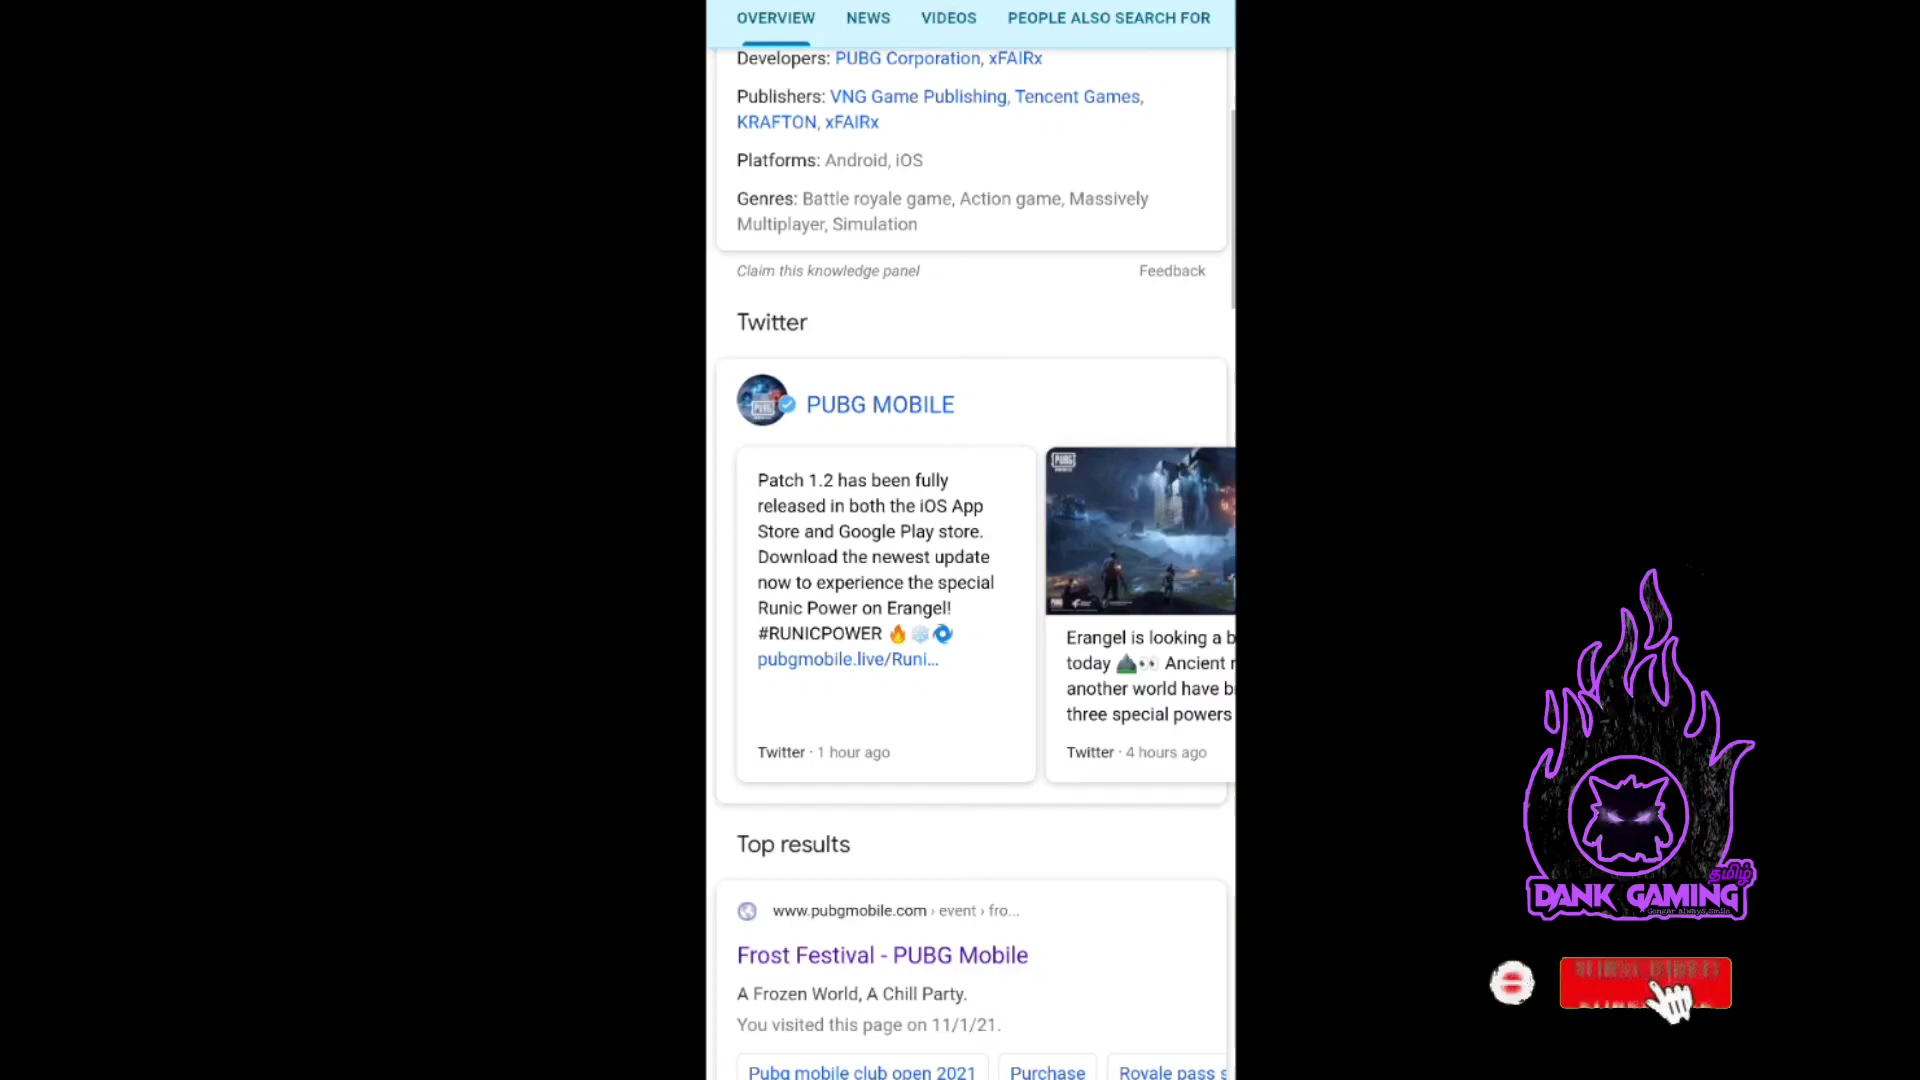 OVERVIEW NEWS VIDEOS PEOPLE ALSO SEARCH FOR
Developers: PUBG Corporation, xFAIRx
Publishers: VNG Game Publishing, Tencent Games,
KRAFTON, xFAIRx
Platforms: Android, iOS
Genres: Battle royale game, Action game, Massively
Multiplayer, Simulation
Claim this knowledge panel Feedback
Twitter
PUBG MOBILE
Patch 1.2 has been fully
released in both the iOS App
Store and Google Play store.
Download the newest update
now to experience the special
Runic Power on Erangel!
#RUNICPOWER 🔥❄️🌀
pubgmobile.live/Runi...
Twitter · 1 hour ago
PUBG
Erangel is looking a b
today ⛰️👀 Ancient r
another world have b
three special powers
Twitter · 4 hours ago
Top results
www.pubgmobile.com › event › fro...
Frost Festival - PUBG Mobile
A Frozen World, A Chill Party.
You visited this page on 11/1/21.
Pubg mobile club open 2021 Purchase Royale pass s
தமிழ்
DANK GAMING
Gengar always smile